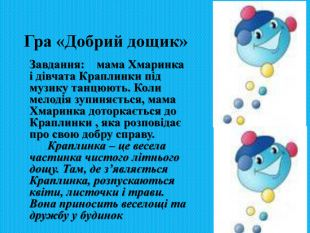 Гра «Добрий дощик»
Завдання: мама Хмаринка
і дівчата Краплинки під
музику танцюють. Коли
мелодія зупиняється, мама
Хмаринка доторкається до
Краплинки , яка розповідає
про свою добру справу.
Краплинка – це весела
частинка чистого літнього
дощу. Там, де з’являється
Краплинка, розпускаються
квіти, листочки і трави.
Вона приносить веселощі та
дружбу у будинок